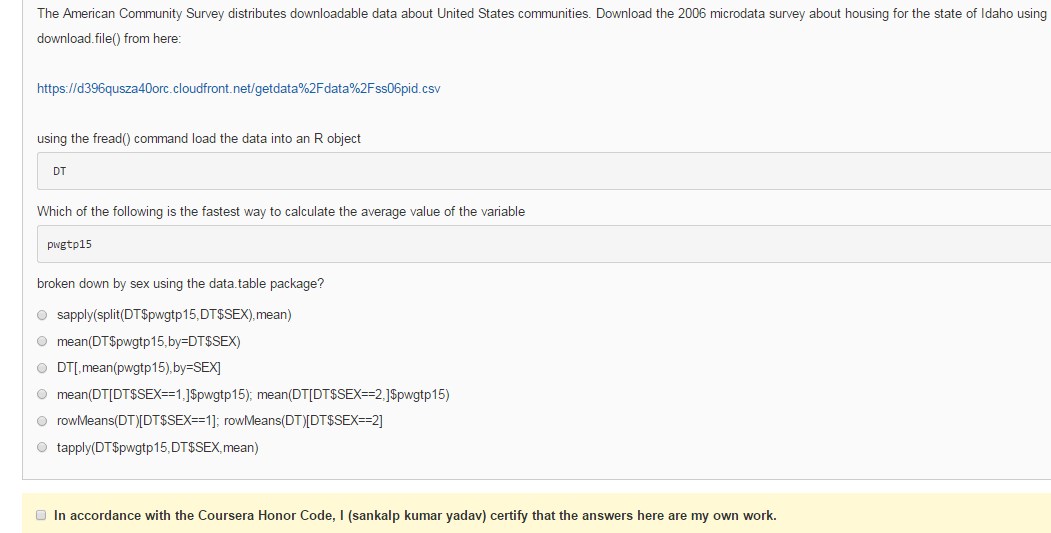 The American Community Survey distributes downloadable data about United States communities. Download the 2006 microdata survey about housing for the state of Idaho using
download.file() from here:
https://d396qusza40orc.cloudfront.net/getdata%2Fdata%2Fss06pid.csv
using the fread() command load the data into an R object
DT
Which of the following is the fastest way to calculate the average value of the variable
pwgtp15
broken down by sex using the data.table package?
sapply(split(DT$pwgtp15,DT$SEX),mean)
mean(DT$pwgtp15,by=DT$SEX)
DT[,mean(pwgtp15),by=SEX]
mean(DT[DT$SEX==1,]$pwgtp15); mean(DT[DT$SEX==2,]$pwgtp15)
rowMeans(DT)[DT$SEX==1]; rowMeans(DT)[DT$SEX==2]
tapply(DT$pwgtp15,DT$SEX,mean)
In accordance with the Coursera Honor Code, I (sankalp kumar yadav) certify that the answers here are my own work.